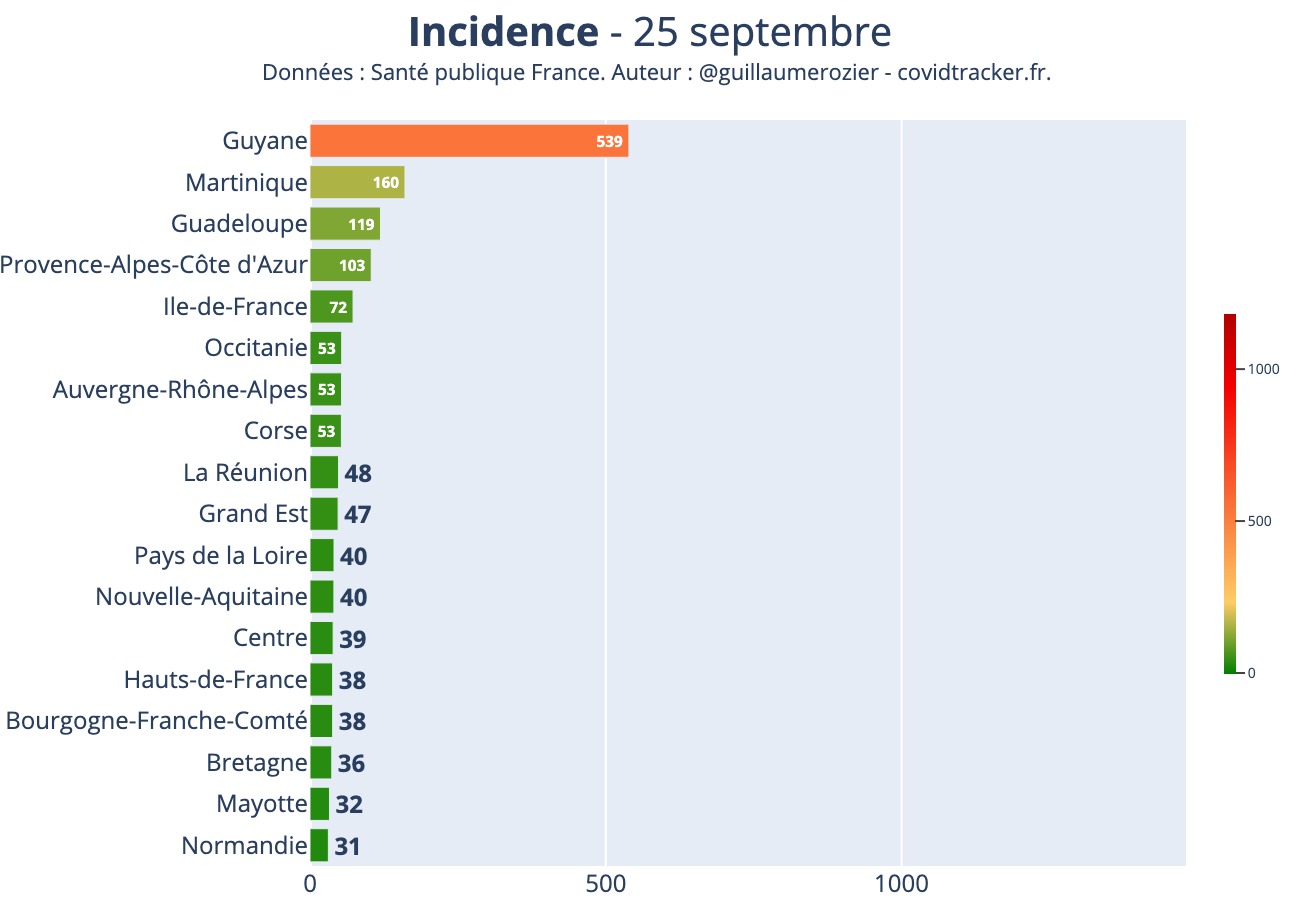 Incidence - 25 septembre
Données : Santé publique France. Auteur : @guillaumerozier - covidtracker.fr.
Guyane 539
Martinique 160
Guadeloupe 119
Provence-Alpes-Côte d'Azur 103
Ile-de-France 72
Occitanie 53
Auvergne-Rhône-Alpes 53
Corse 53
La Réunion 48
Grand Est 47
Pays de la Loire 40
Nouvelle-Aquitaine 40
Centre 39
Hauts-de-France 38
Bourgogne-Franche-Comté 38
Bretagne 36
Mayotte 32
Normandie 31
0 500 1000
1000
500
0